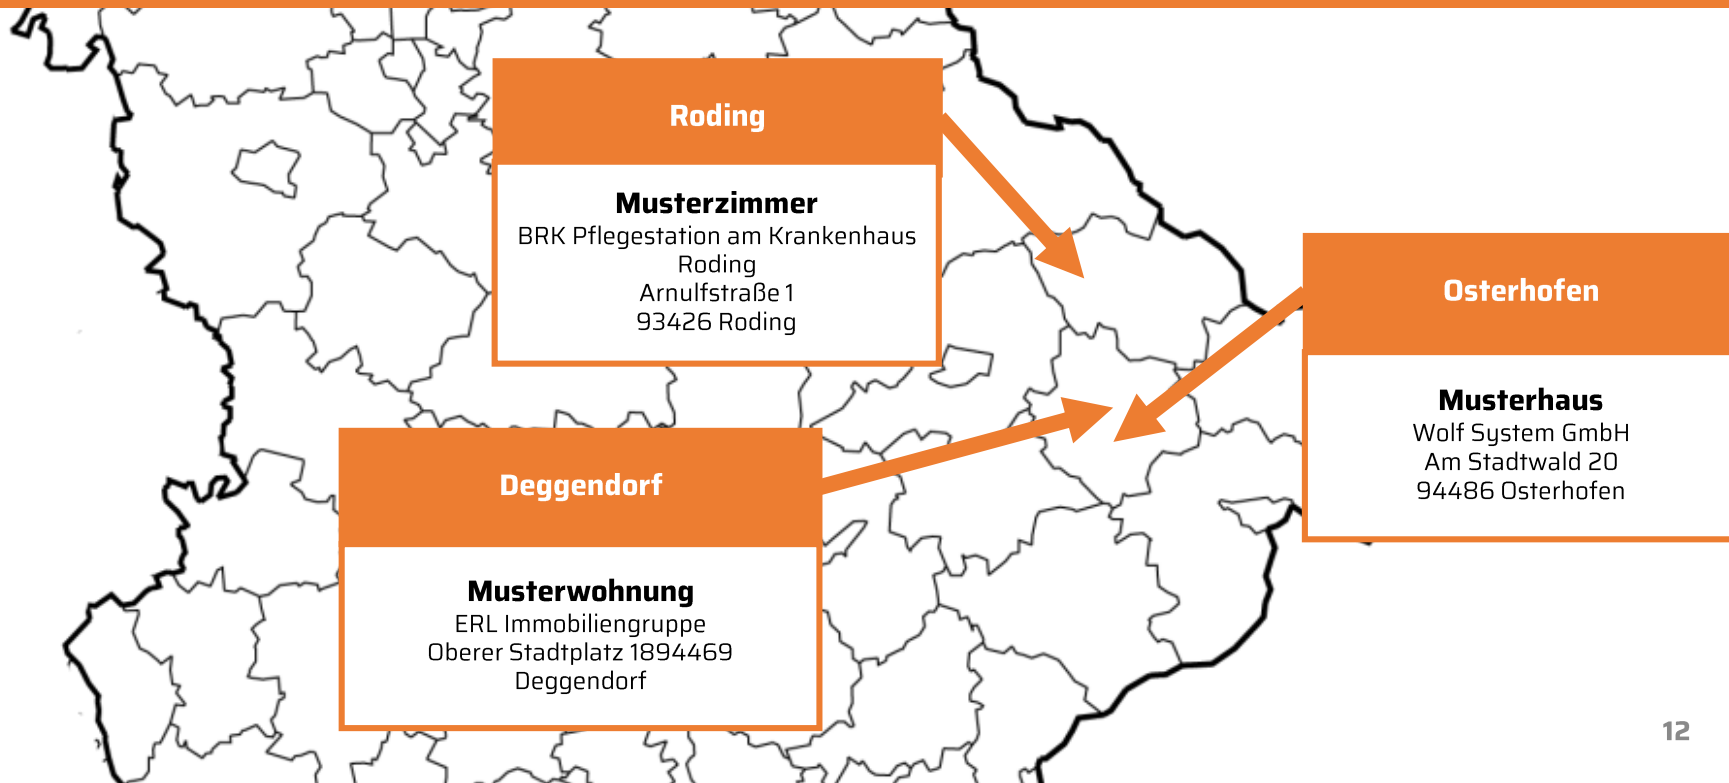 Roding
Musterzimmer
BRK Pflegestation am Krankenhaus
Roding
Arnulfstraße 1
93426 Roding
Osterhofen
Musterhaus
Wolf System GmbH
Am Stadtwald 20
94486 Osterhofen
Deggendorf
Musterwohnung
ERL Immobiliengruppe
Oberer Stadtplatz 1894469
Deggendorf
12